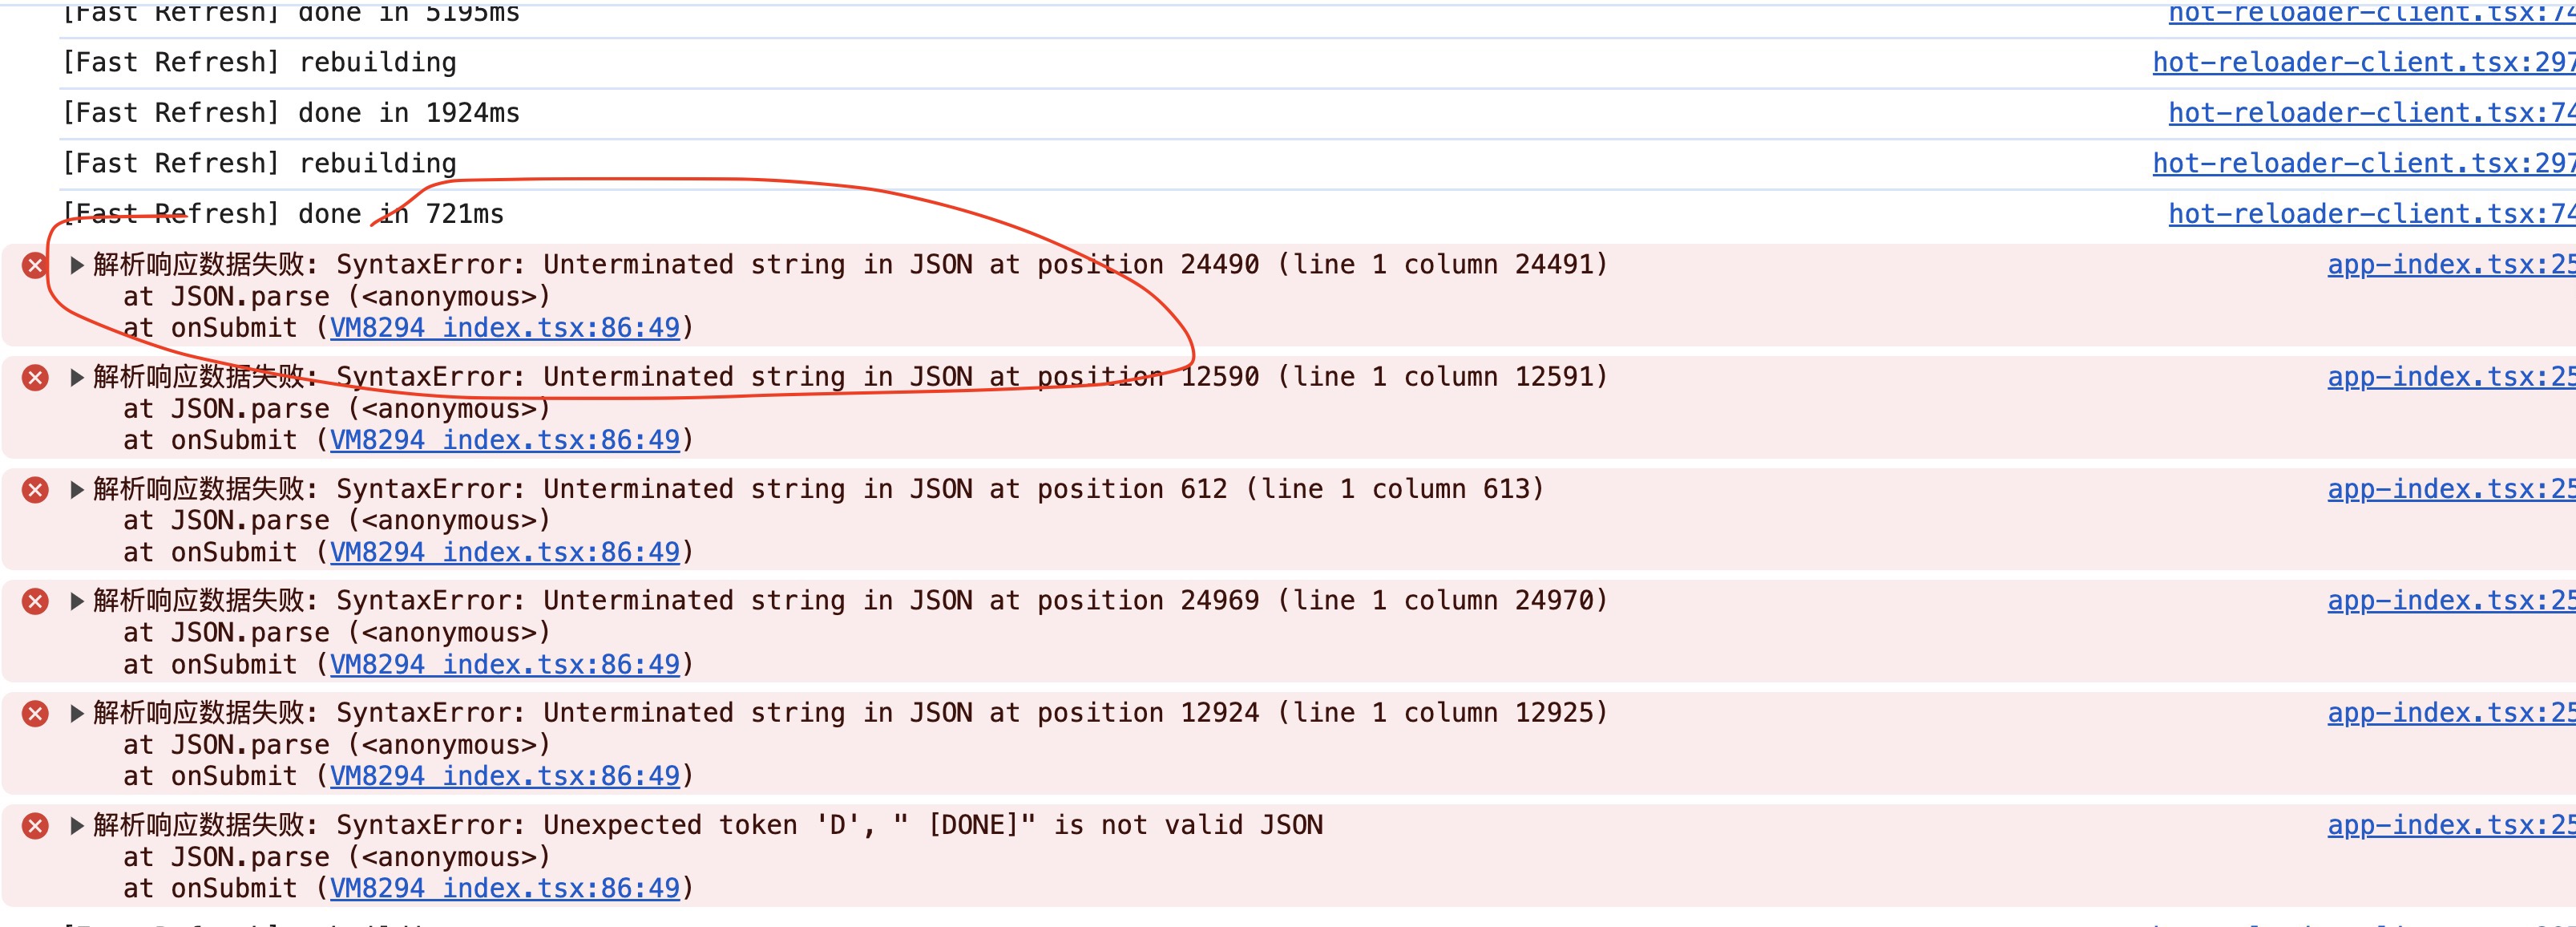 [Fast Refresh] done in 5195ms hot-reloader-client.tsx:74
[Fast Refresh] rebuilding hot-reloader-client.tsx:297
[Fast Refresh] done in 1924ms hot-reloader-client.tsx:74
[Fast Refresh] rebuilding hot-reloader-client.tsx:297
[Fast Refresh] done in 721ms hot-reloader-client.tsx:74
解析响应数据失败: SyntaxError: Unterminated string in JSON at position 24490 (line 1 column 24491) app-index.tsx:25
at JSON.parse (<anonymous>)
at onSubmit (VM8294 index.tsx:86:49)
解析响应数据失败: SyntaxError: Unterminated string in JSON at position 12590 (line 1 column 12591) app-index.tsx:25
at JSON.parse (<anonymous>)
at onSubmit (VM8294 index.tsx:86:49)
解析响应数据失败: SyntaxError: Unterminated string in JSON at position 612 (line 1 column 613) app-index.tsx:25
at JSON.parse (<anonymous>)
at onSubmit (VM8294 index.tsx:86:49)
解析响应数据失败: SyntaxError: Unterminated string in JSON at position 24969 (line 1 column 24970) app-index.tsx:25
at JSON.parse (<anonymous>)
at onSubmit (VM8294 index.tsx:86:49)
解析响应数据失败: SyntaxError: Unterminated string in JSON at position 12924 (line 1 column 12925) app-index.tsx:25
at JSON.parse (<anonymous>)
at onSubmit (VM8294 index.tsx:86:49)
解析响应数据失败: SyntaxError: Unexpected token 'D', " [DONE]" is not valid JSON app-index.tsx:25
at JSON.parse (<anonymous>)
at onSubmit (VM8294 index.tsx:86:49)